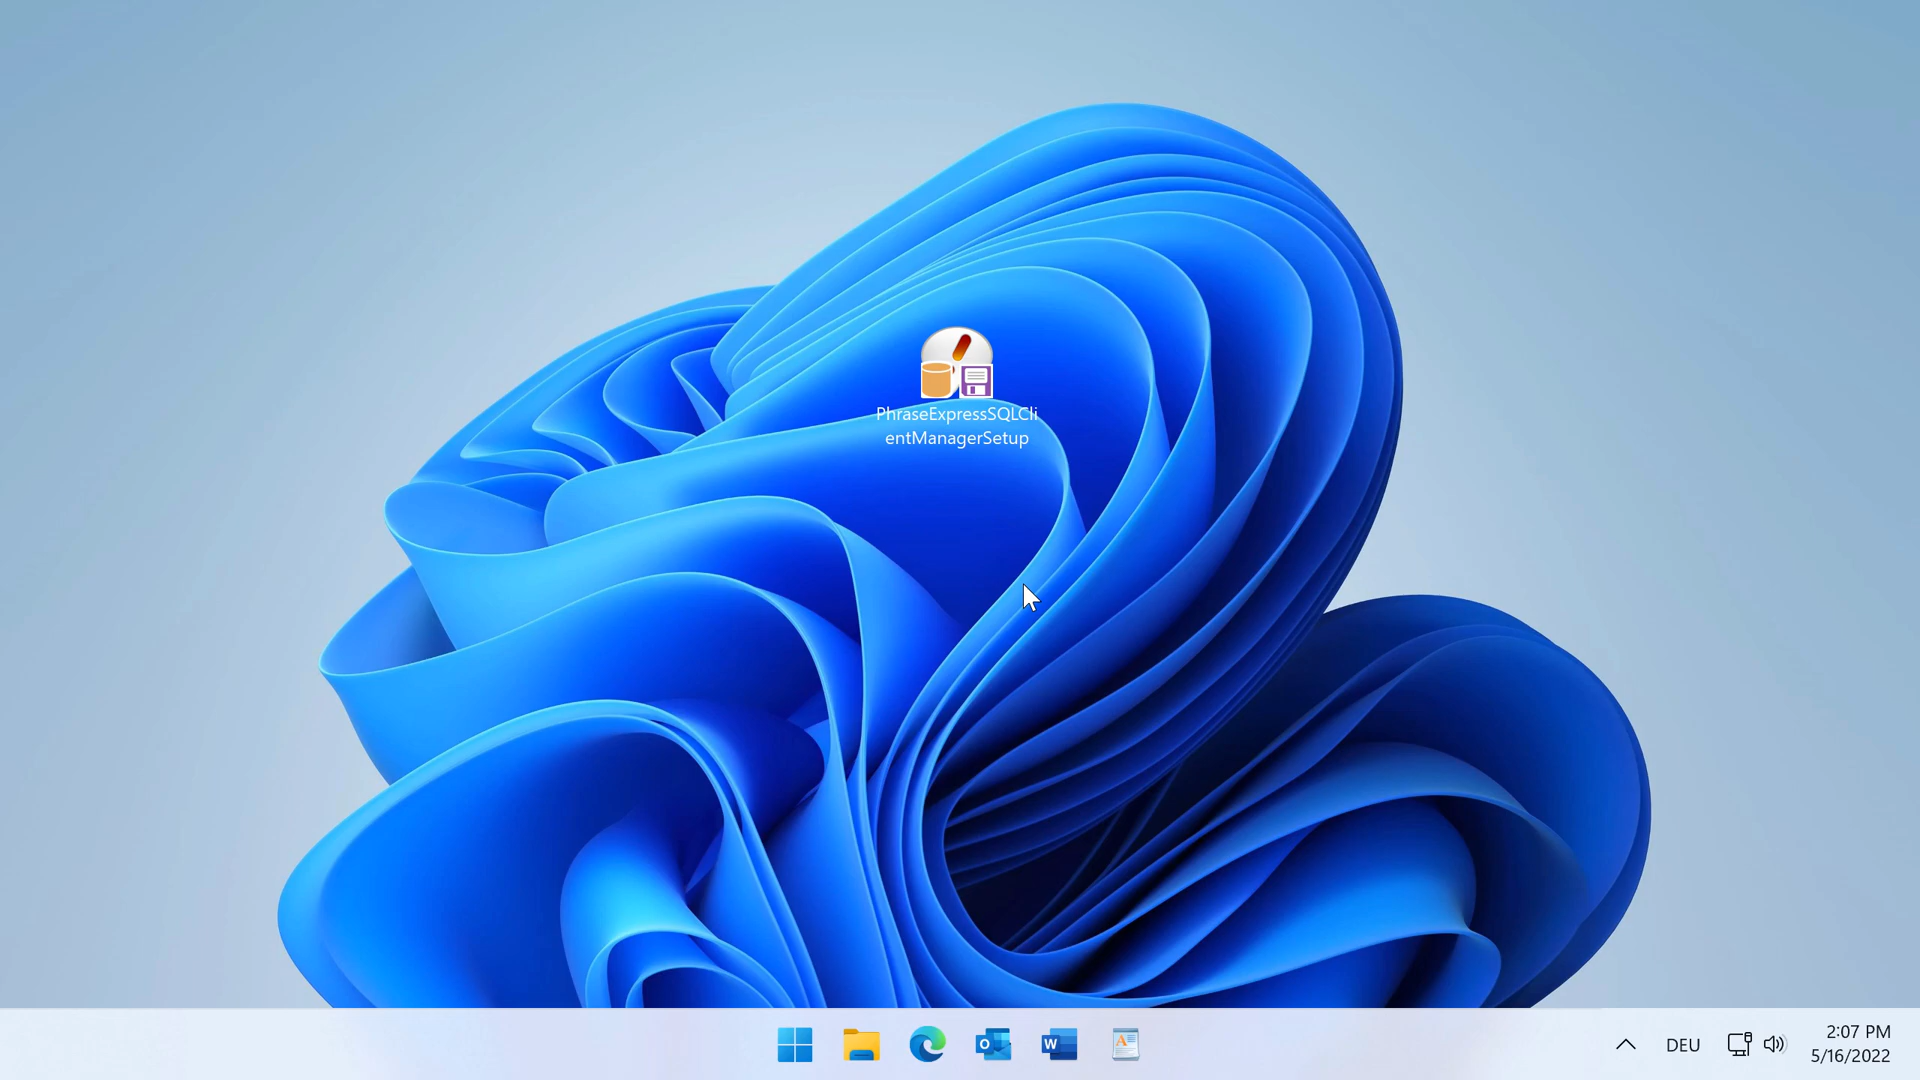 PhraseExpressSQLCli
entManagerSetup
O
W
A
DEU
2:07 PM
5/16/2022